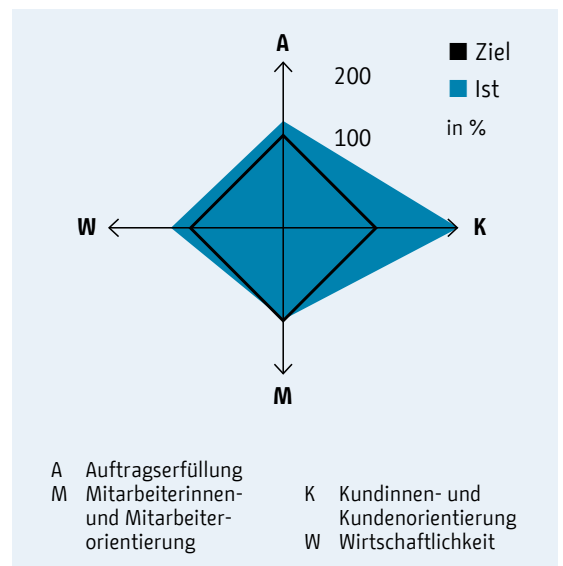 A
200
100
Ziel
Ist
in %
W
K
M
A Auftragserfüllung
M Mitarbeiterinnen-
und Mitarbeiter-
orientierung
K Kundinnen- und
Kundenorientierung
W Wirtschaftlichkeit